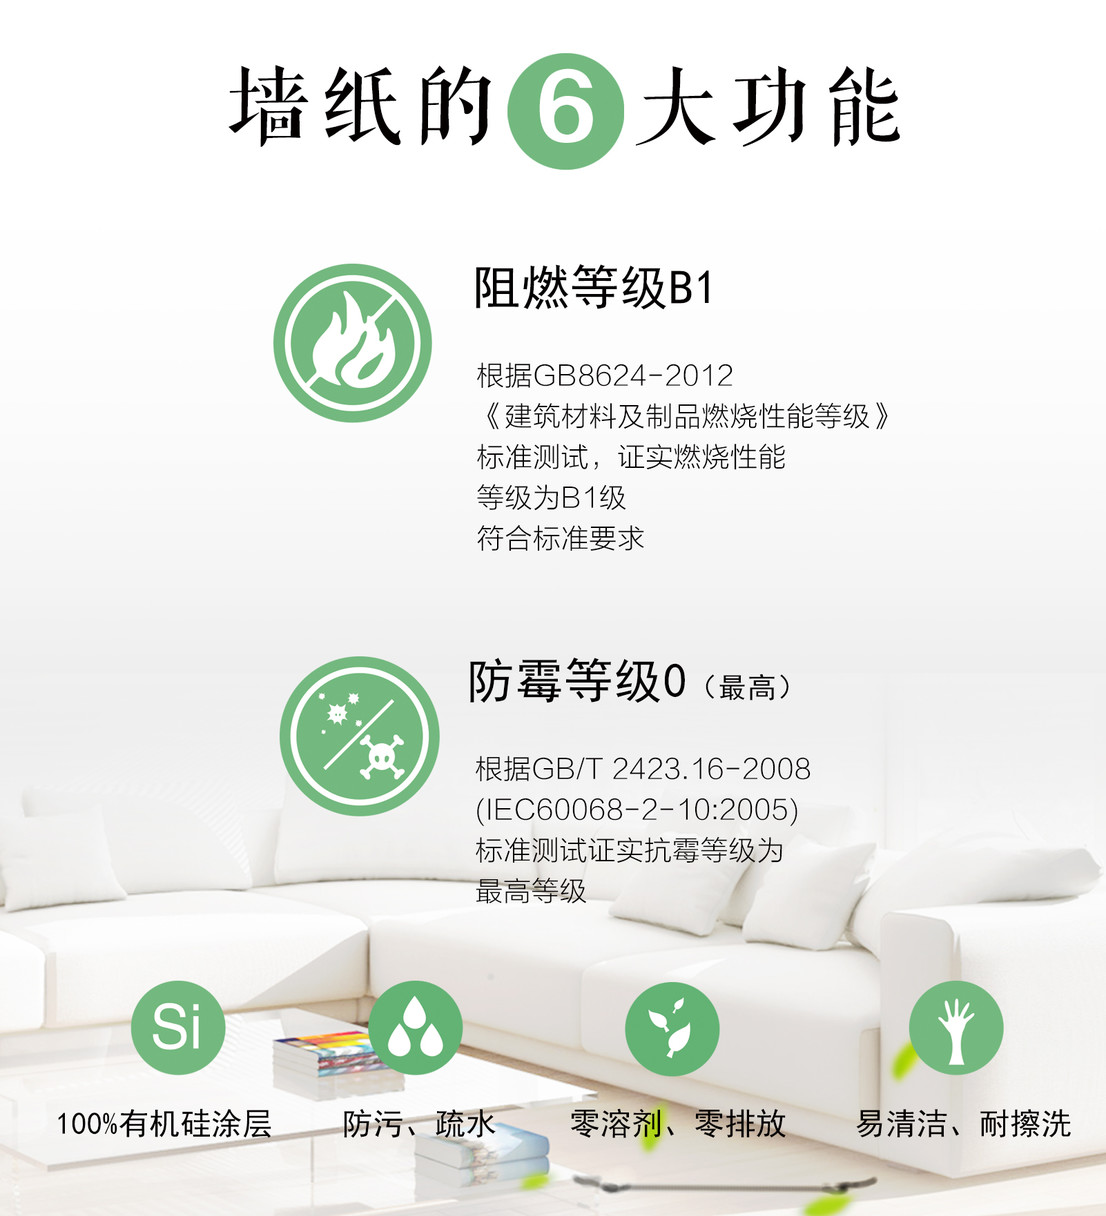 墙纸的6大功能
阻燃等级B1
根据GB8624-2012
《建筑材料及制品燃烧性能等级》
标准测试，证实燃烧性能
等级为B1级
符合标准要求
防霉等级0（最高）
根据GB/T 2423.16-2008
(IEC60068-2-10:2005)
标准测试证实抗霉等级为
最高等级
Si
100%有机硅涂层
防污、疏水
零溶剂、零排放
易清洁、耐擦洗